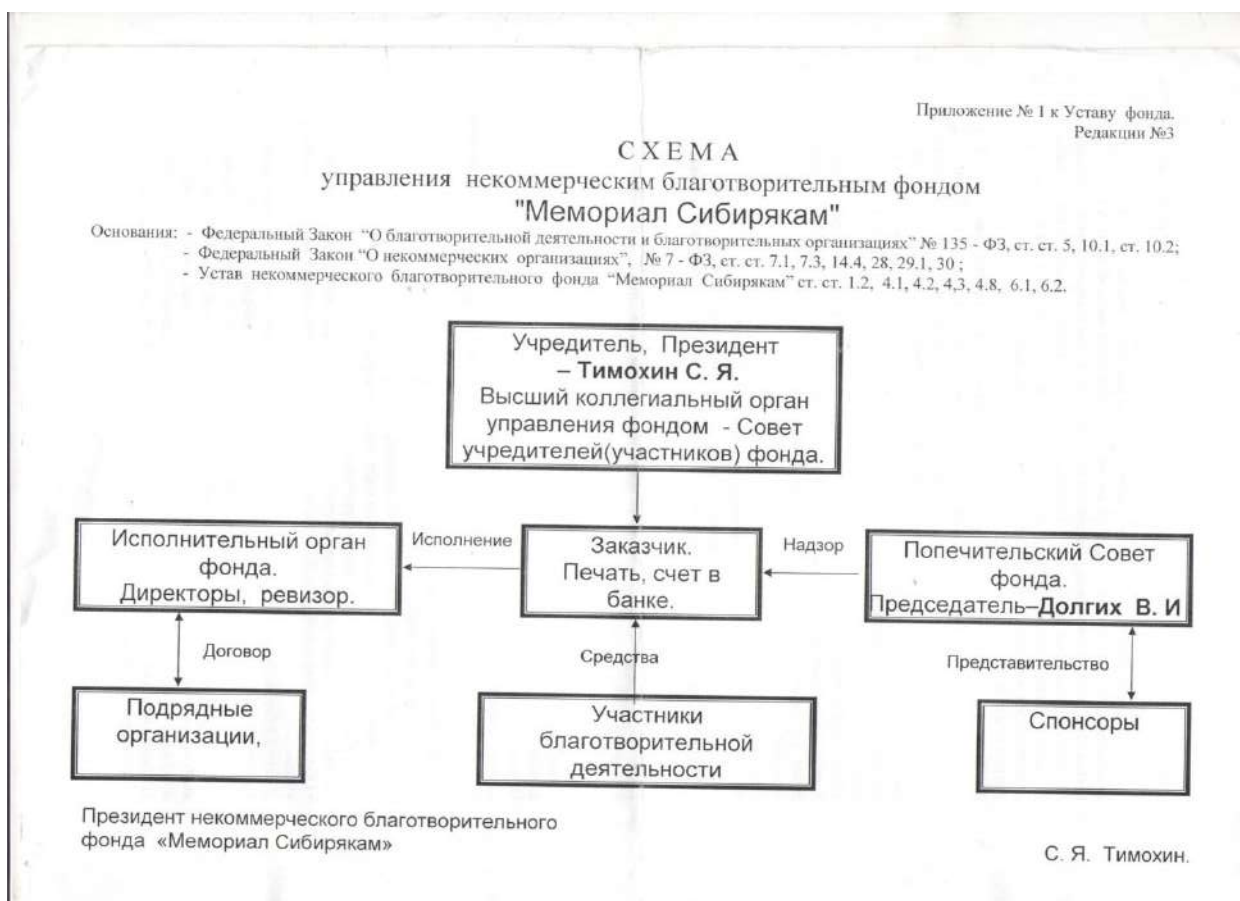 Приложение № 1 к Уставу фонда.
Редакции №3
С Х Е М А
управления некоммерческим благотворительным фондом
"Мемориал Сибирякам"
Основания: - Федеральный Закон “О благотворительной деятельности и благотворительных организациях” № 135 - ФЗ, ст. ст. 5, 10.1, ст. 10.2;
- Федеральный Закон “О некоммерческих организациях”, № 7 - ФЗ, ст. ст. 7.1, 7.3, 14.4, 28, 29.1, 30 ;
- Устав некоммерческого благотворительного фонда “Мемориал Сибирякам” ст. ст. 1.2, 4.1, 4.2, 4,3, 4.8, 6.1, 6.2.
Учредитель, Президент
– Тимохин С. Я.
Высший коллегиальный орган
управления фондом - Совет
учредителей(участников) фонда.
Исполнительный орган
фонда.
Директоры, ревизор.
Исполнение
Заказчик.
Печать, счет в
банке.
Надзор
Попечительский Совет
фонда.
Председатель–Долгих В. И
Договор
Средства
Представительство
Подрядные
организации,
Участники
благотворительной
деятельности
Спонсоры
Президент некоммерческого благотворительного
фонда «Мемориал Сибирякам»
С. Я. Тимохин.